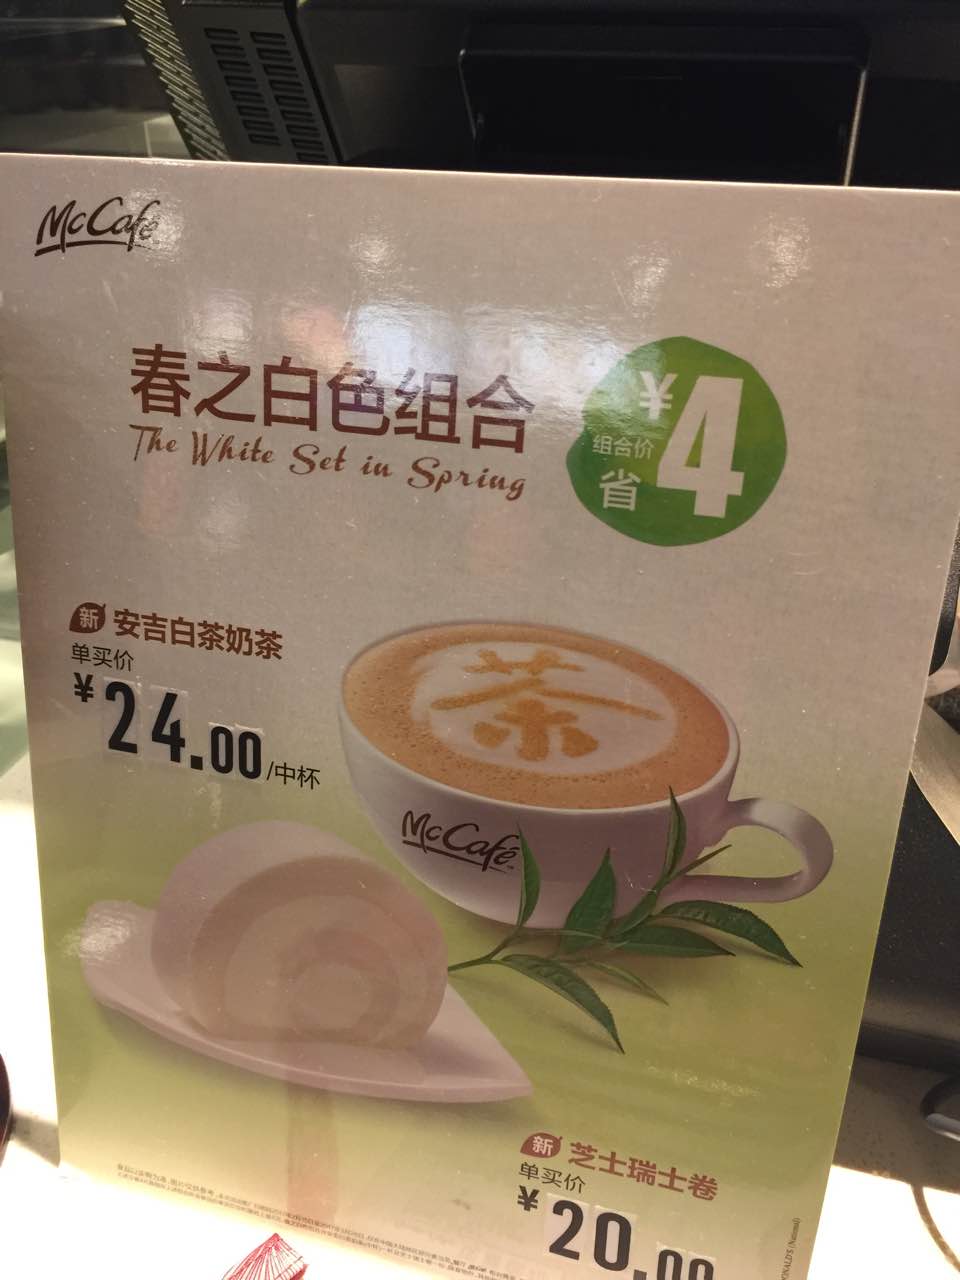 McCafé
春之白色组合
The White Set in Spring
¥4
组合价
省
新 安吉白茶奶茶
单买价
¥24.00/中杯
茶
McCafé
新 芝士瑞士卷
单买价
¥20.00